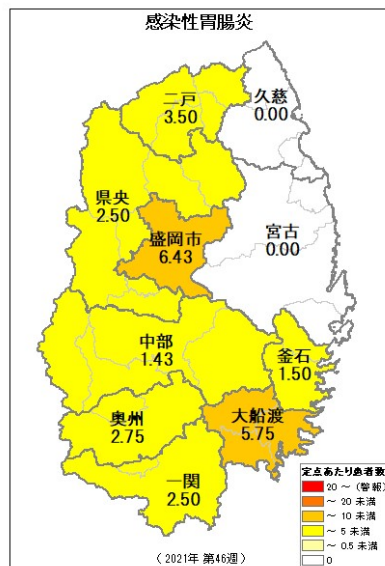 感染性胃腸炎
二戸
3.50
久慈
0.00
県央
2.50
盛岡市
6.43
宮古
0.00
中部
1.43
釜石
1.50
奥州
2.75
大船渡
5.75
一関
2.50
定点あたり患者数
20 ～ (警報)
～ 20 未満
～ 10 未満
～ 5 未満
～ 0.5 未満
0
（ 2021年 第46週）